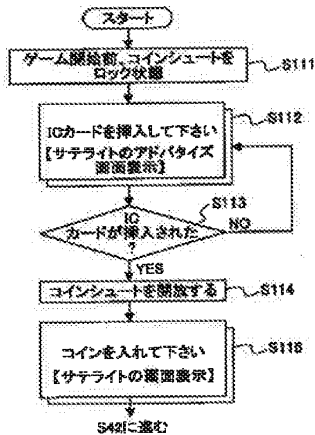 スタート
ゲーム開始前、コインシュートを
ロック状態
S111
ICカードを挿入して下さい
【サテライトのアドバタイズ
画面表示】
S112
IC
カードが挿入された
?
S113
NO
YES
コインシュートを開放する
S114
コインを入れて下さい
【サテライトの画面表示】
S115
S42に進む